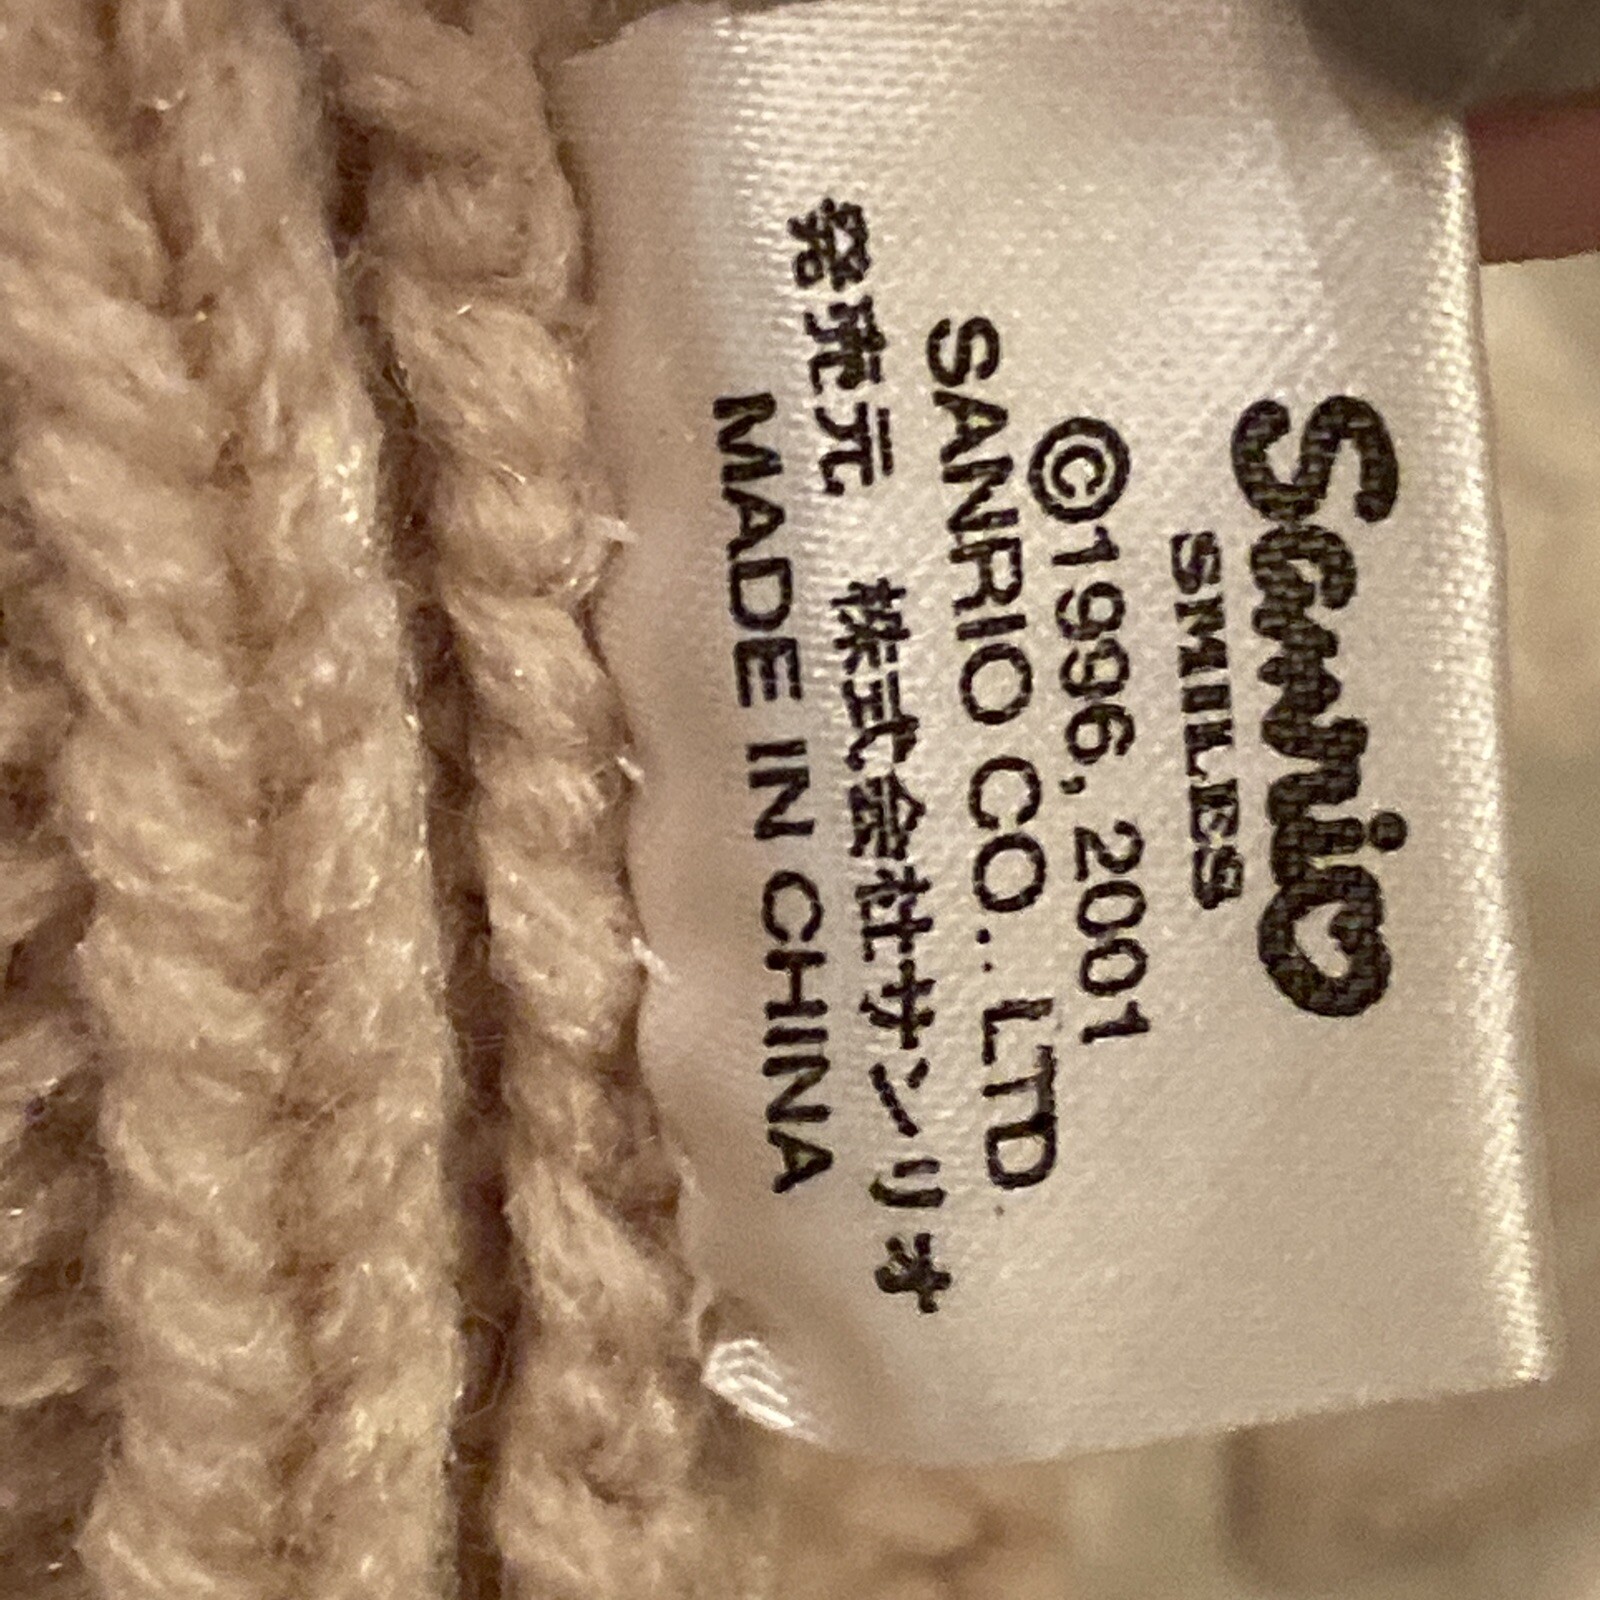 Sanrio
SMILES
©1996, 2001
SANRIO CO., LTD
発売元 株式会社サンリオ
MADE IN CHINA